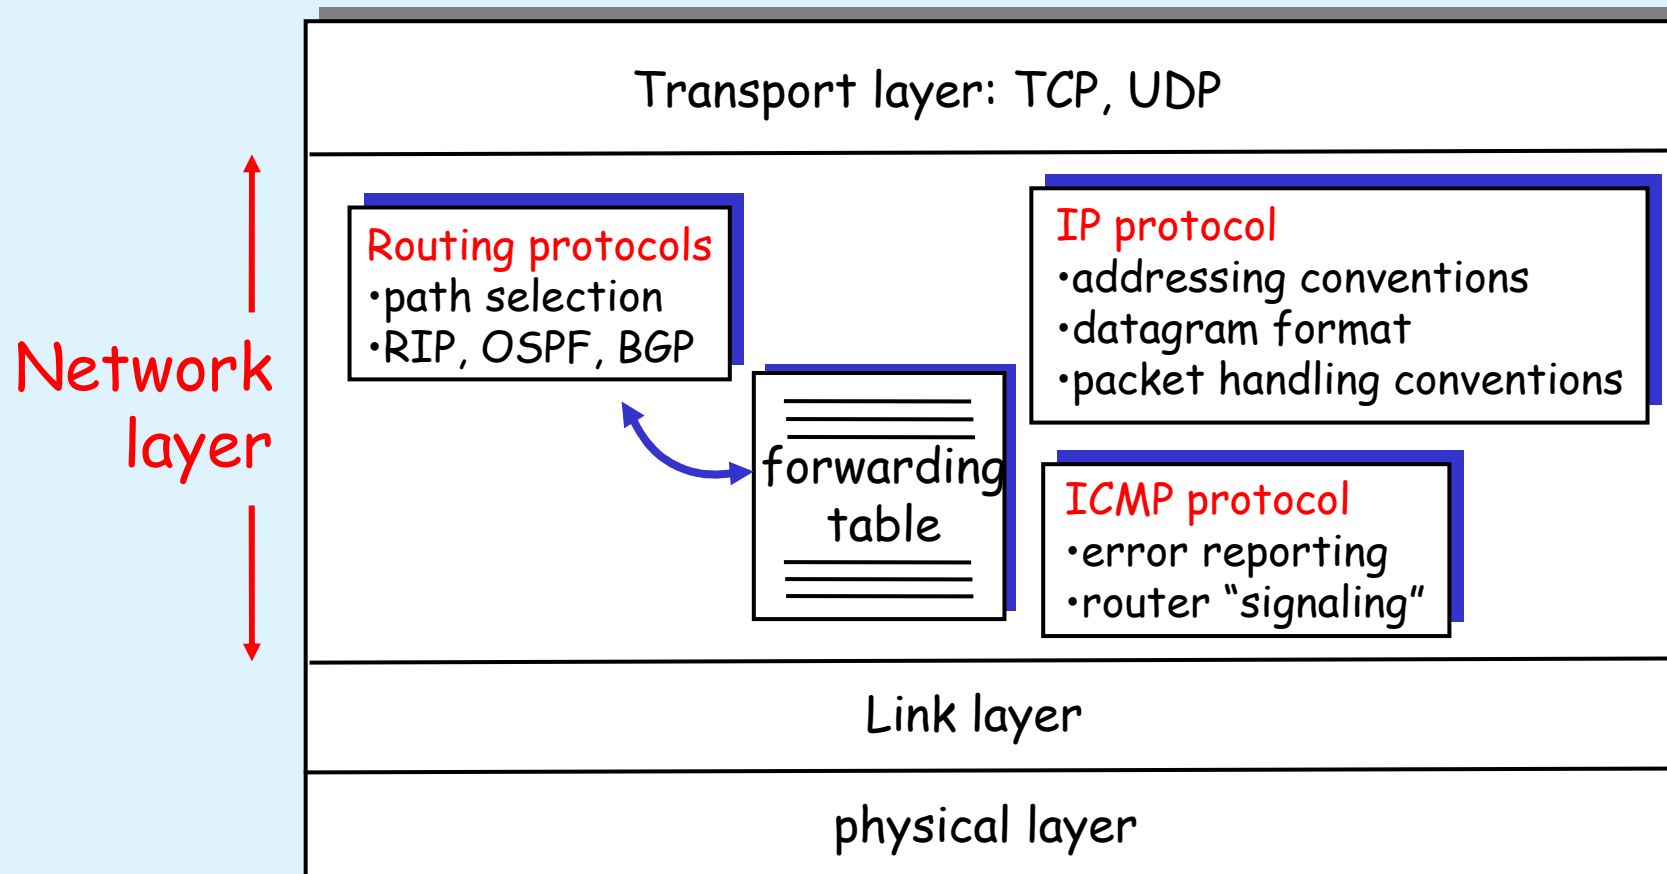 Transport layer: TCP, UDP
Network
layer
Routing protocols
•path selection
•RIP, OSPF, BGP
forwarding
table
IP protocol
•addressing conventions
•datagram format
•packet handling conventions
ICMP protocol
•error reporting
•router “signaling”
Link layer
physical layer